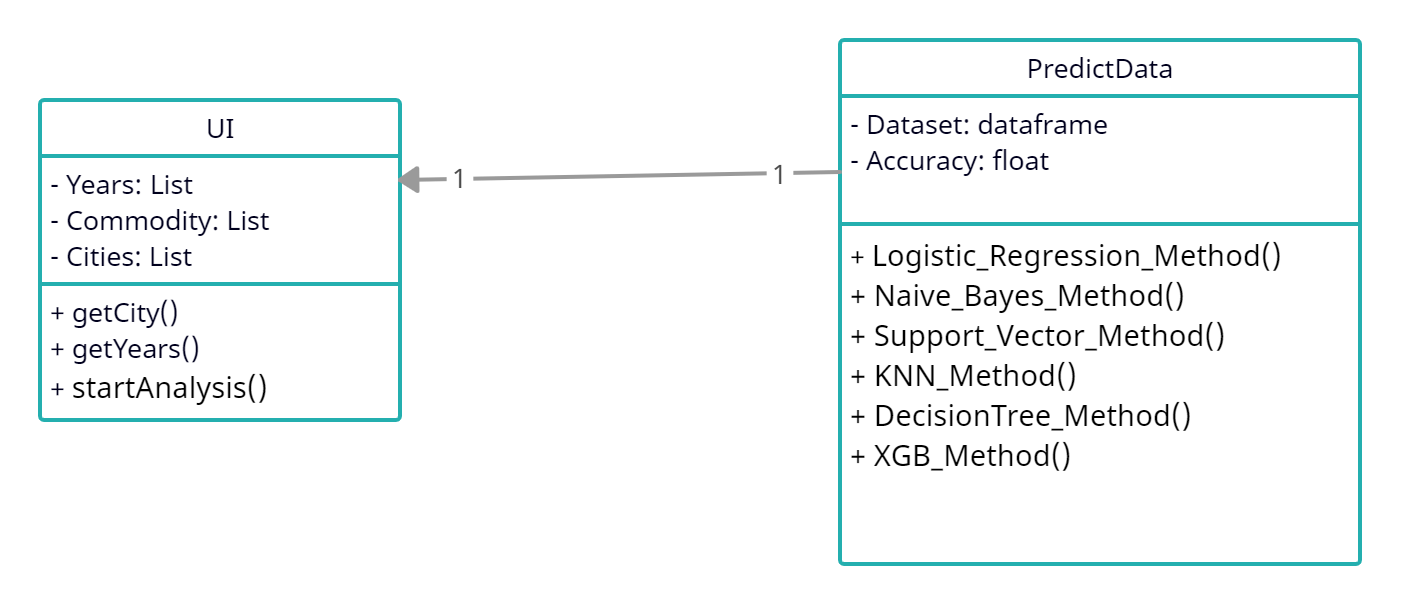 UI
- Years: List
- Commodity: List
- Cities: List
+ getCity()
+ getYears()
+ startAnalysis()
1
1
PredictData
- Dataset: dataframe
- Accuracy: float
+ Logistic_Regression_Method()
+ Naive_Bayes_Method()
+ Support_Vector_Method()
+ KNN_Method()
+ DecisionTree_Method()
+ XGB_Method()